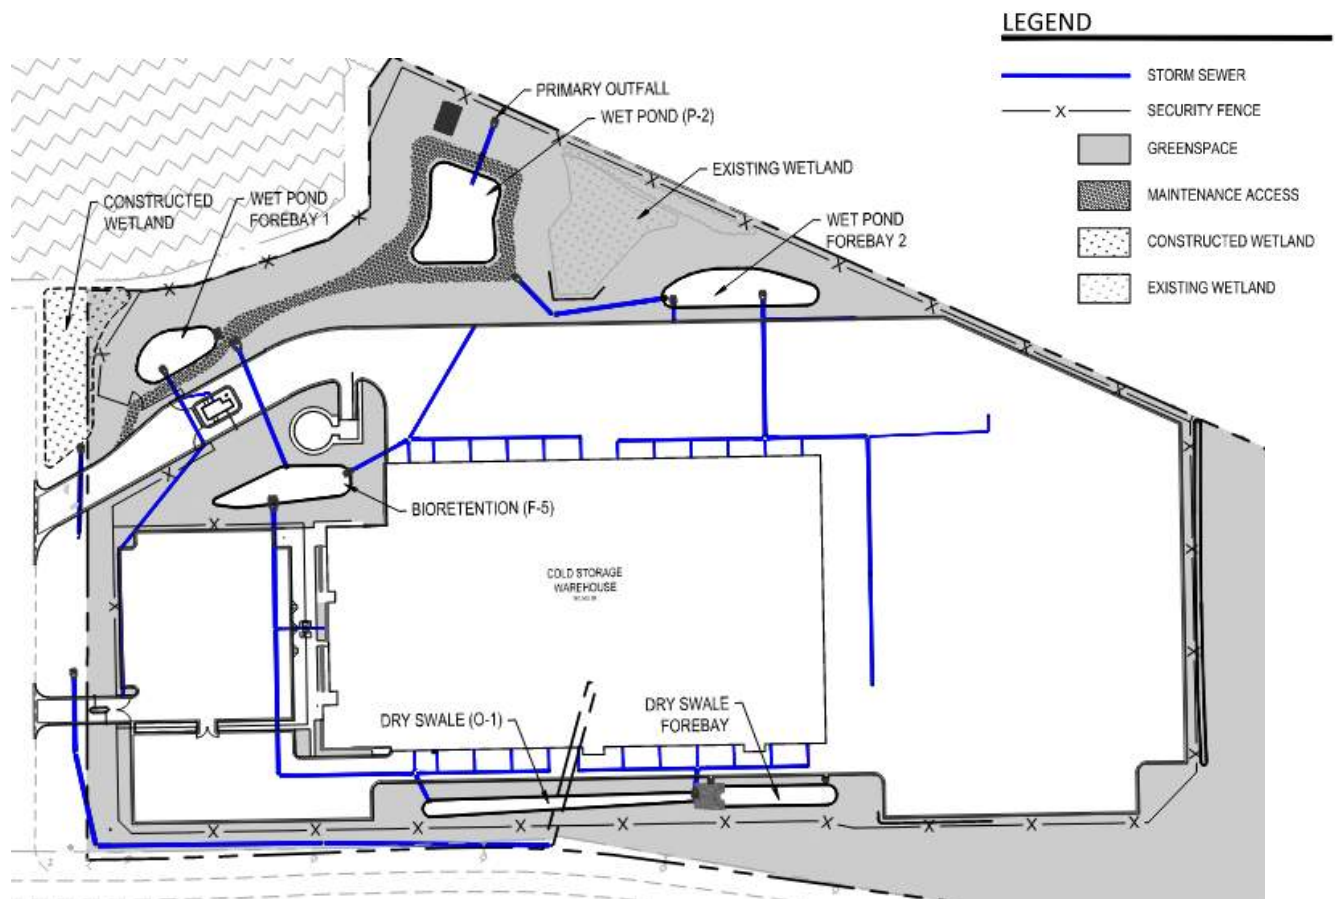 LEGEND
STORM SEWER
X
SECURITY FENCE
GREENSPACE
MAINTENANCE ACCESS
CONSTRUCTED WETLAND
EXISTING WETLAND
PRIMARY OUTFALL
WET POND (P-2)
EXISTING WETLAND
CONSTRUCTED
WETLAND
WET POND
FOREBAY 1
WET POND
FOREBAY 2
BIORETENTION (F-5)
COLD STORAGE
WAREHOUSE
DRY SWALE (O-1)
DRY SWALE
FOREBAY